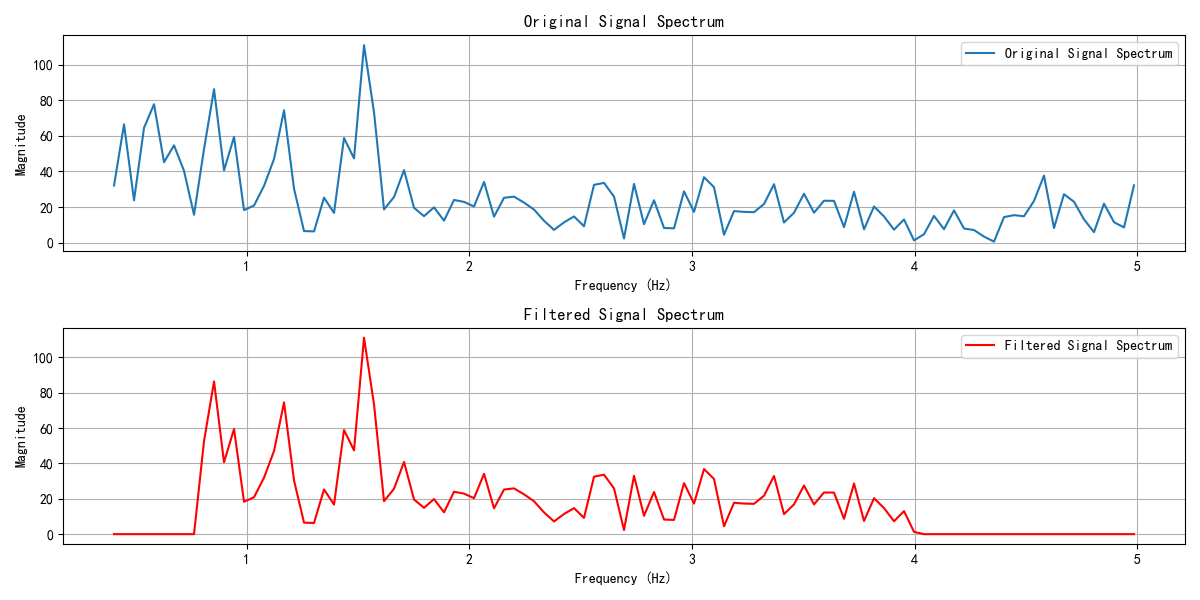 Original Signal Spectrum
Original Signal Spectrum
Magnitude
100
80
60
40
20
0
1
2
3
4
5
Frequency (Hz)
Filtered Signal Spectrum
Filtered Signal Spectrum
Magnitude
100
80
60
40
20
0
1
2
3
4
5
Frequency (Hz)